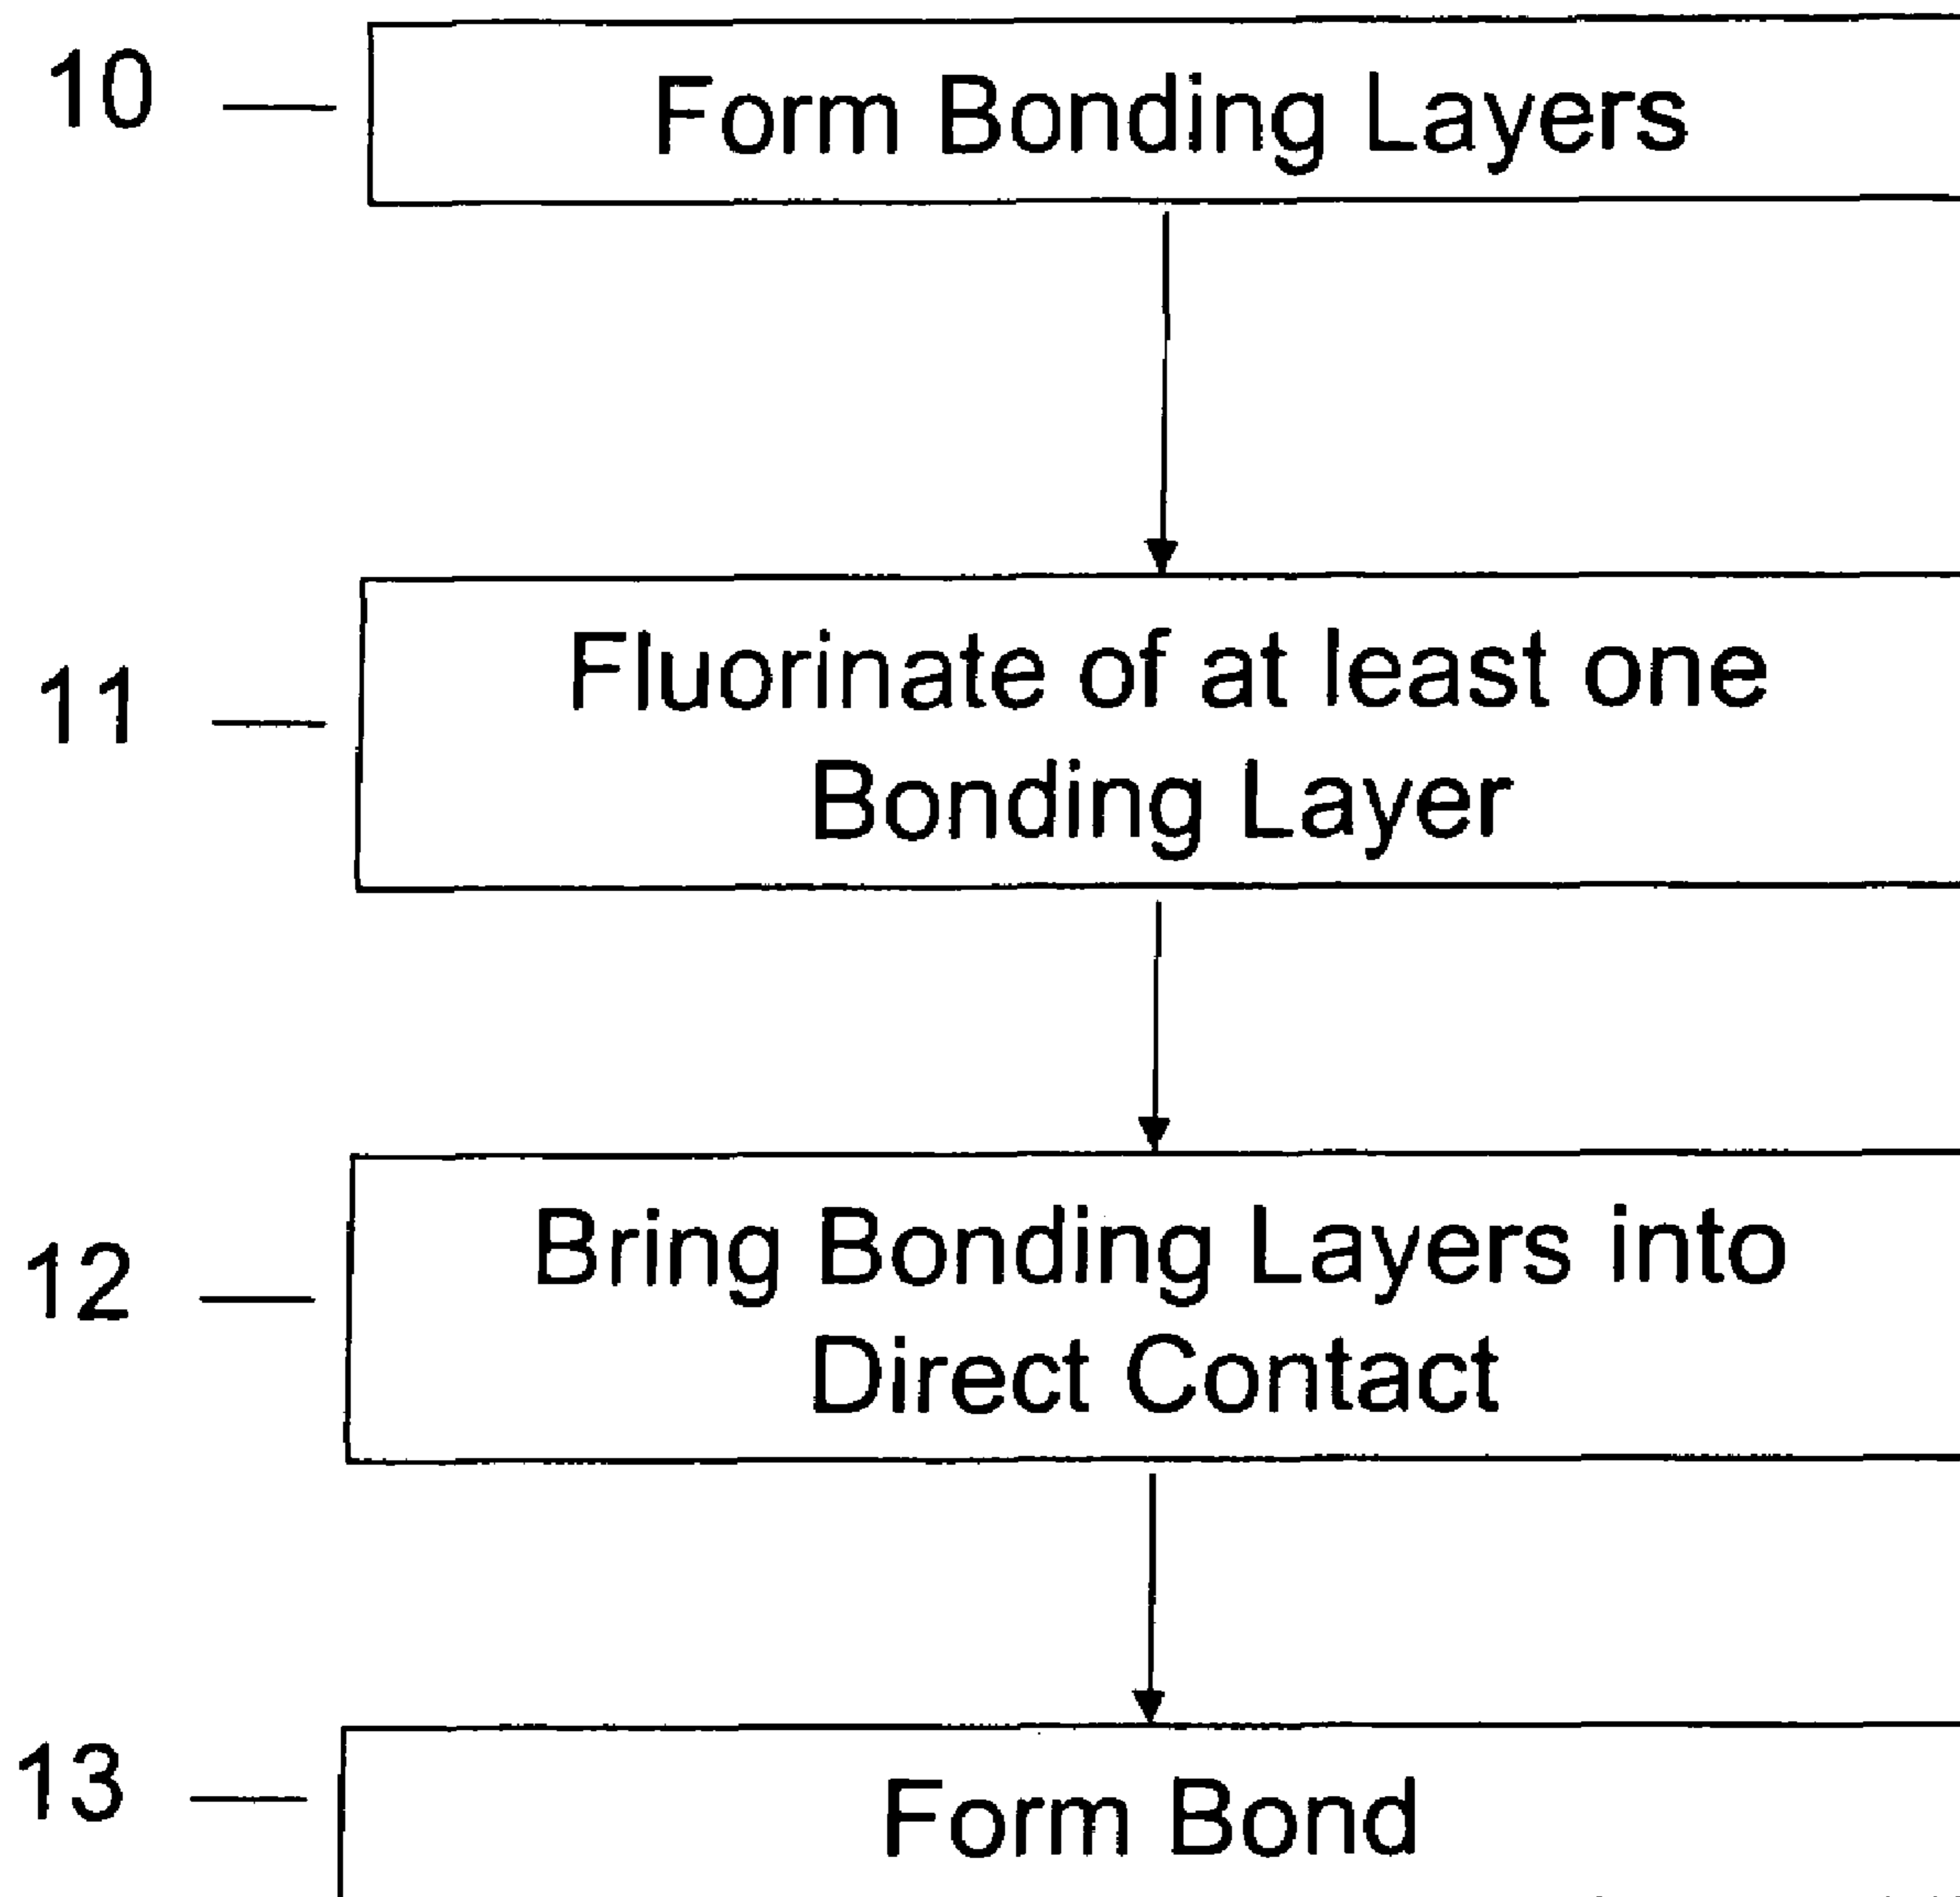 10
Form Bonding Layers
11
Fluorinate of at least one
Bonding Layer
12
Bring Bonding Layers into
Direct Contact
13
Form Bond